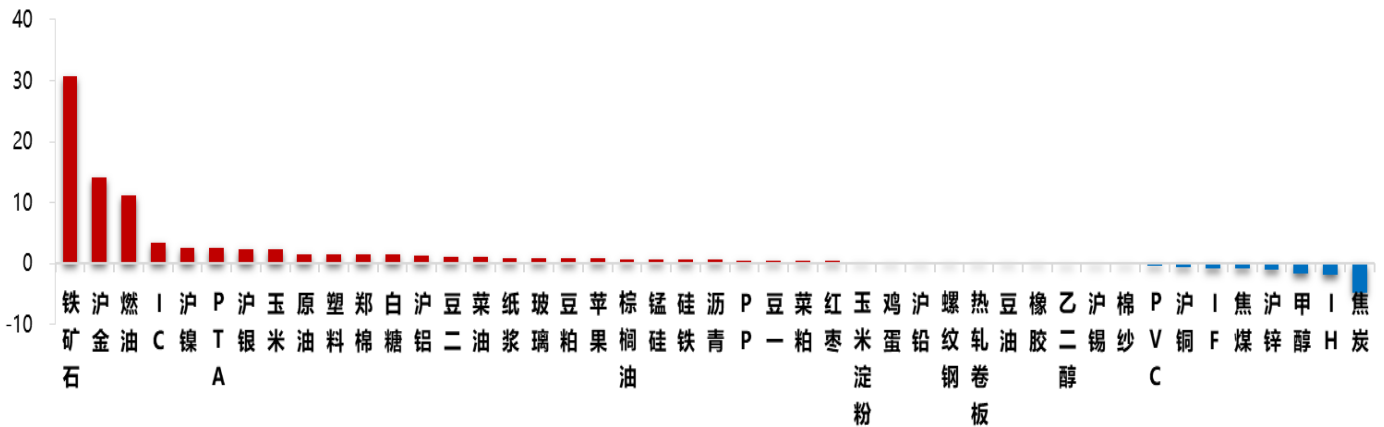 40
30
20
10
0
-10
铁矿石
沪金
燃油
IC
沪镍
PTA
沪银
玉米
原油
塑料
郑棉
白糖
沪铝
豆二
菜油
纸浆
玻璃
豆粕
苹果
棕榈油
锰硅
硅铁
沥青
PP
豆一
菜粕
红枣
玉米淀粉
鸡蛋
沪铅
螺纹钢
热轧卷板
豆油
橡胶
乙二醇
沪锡
棉纱
PVC
沪铜
IF
焦煤
沪锌
甲醇
IH
焦炭